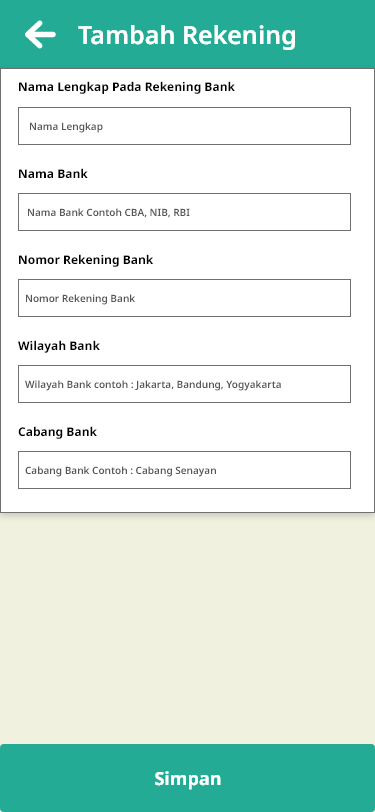 Tambah Rekening
Nama Lengkap Pada Rekening Bank
Nama Lengkap
Nama Bank
Nama Bank Contoh CBA, NIB, RBI
Nomor Rekening Bank
Nomor Rekening Bank
Wilayah Bank
Wilayah Bank contoh : Jakarta, Bandung, Yogyakarta
Cabang Bank
Cabang Bank Contoh : Cabang Senayan
Simpan